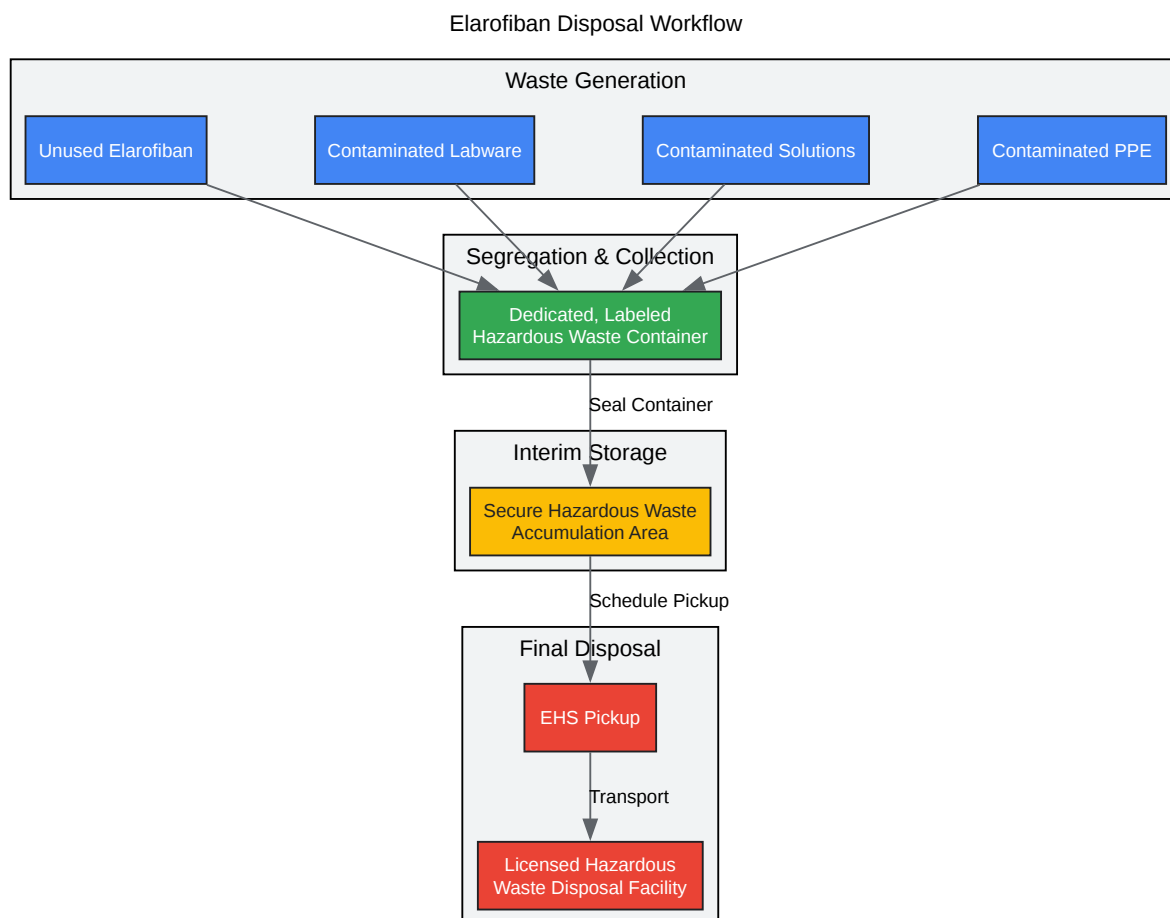 Elarofiban Disposal Workflow
Waste Generation
Unused Elarofiban
Contaminated Labware
Contaminated Solutions
Contaminated PPE
Segregation & Collection
Dedicated, Labeled
Hazardous Waste Container
Seal Container
Interim Storage
Secure Hazardous Waste
Accumulation Area
Schedule Pickup
Final Disposal
EHS Pickup
Transport
Licensed Hazardous
Waste Disposal Facility